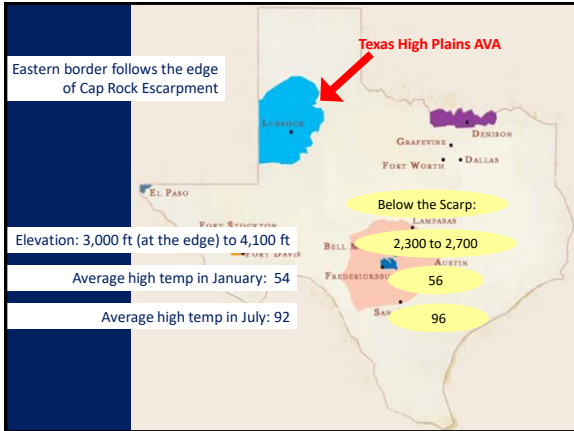 Texas High Plains AVA
Eastern border follows the edge
of Cap Rock Escarpment
LUBBOCK
DENISON
GRAPEVINE
FORT WORTH
DALLAS
EL PASO
Below the Scarp:
LAMPASAS
FORT STOCKTON
Elevation: 3,000 ft (at the edge) to 4,100 ft
BELL
2,300 to 2,700
FORT DAVIS
AUSTIN
Average high temp in January: 54
56
Average high temp in July: 92
SAN
96